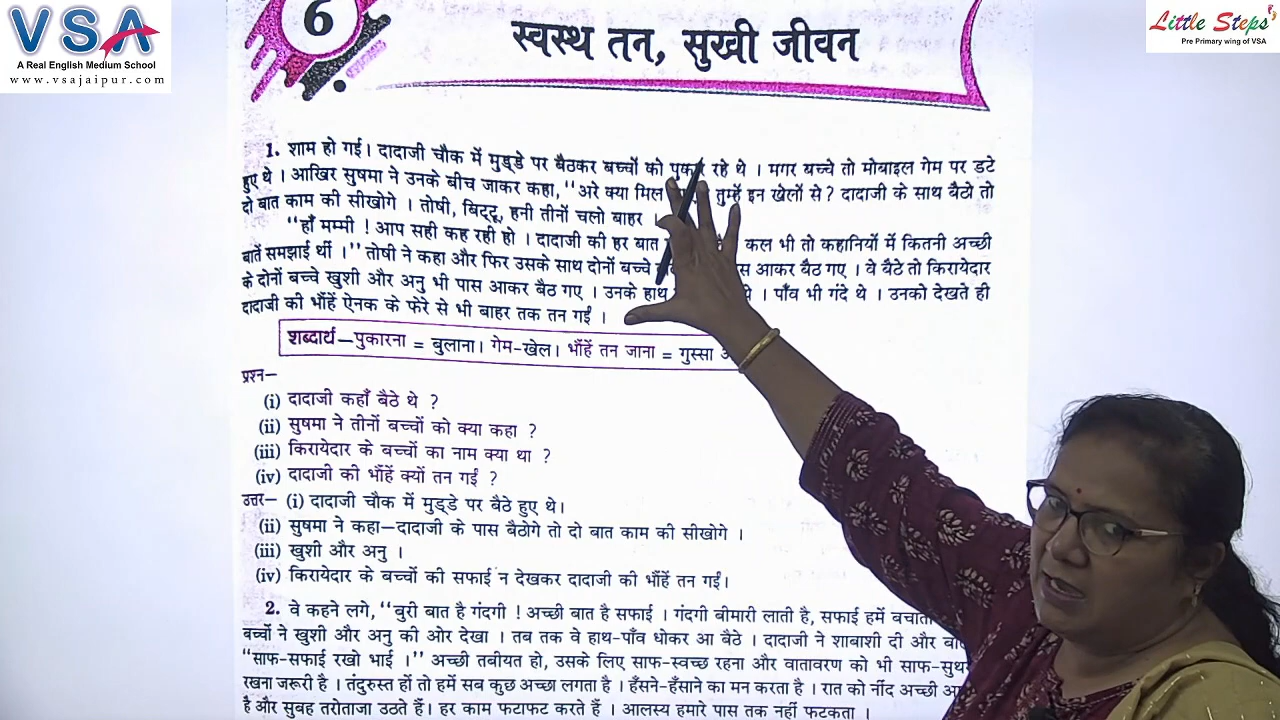 VSA
A Real English Medium School
www.vsajaipur.com
Little Steps
Pre Primary wing of VSA
6
स्वस्थ तन, सुखी जीवन
1. शाम हो गई। दादाजी चौक में मुड्डे पर बैठकर बच्चों को रहे थे । मगर बच्चे तो मोबाइल गेम पर डटे
हुए थे । आखिर सुषमा ने उनके बीच जाकर कहा, “अरे क्या मिल तुम्हें इन खेलों से? दादाजी के साथ बैठो तो
दो बात काम की सीखोगे । तोषी, बिट्टू, हनी तीनों चलो बाहर ।
“हाँ मम्मी ! आप सही कह रही हो । दादाजी की हर बात कल भी तो कहानियों में कितनी अच्छी
बातें समझाई थीं ।” तोषी ने कहा और फिर उसके साथ दोनों बच्चे आकर बैठ गए । वे बैठे तो किरायेदार
के दोनों बच्चे खुशी और अनु भी पास आकर बैठ गए । उनके हाथ । पाँव भी गंदे थे । उनको देखते ही
दादाजी की भौंहें ऐनक के फेरे से भी बाहर तक तन गईं ।
शब्दार्थ—पुकारना = बुलाना। गेम-खेल। भौंहें तन जाना = गुस्सा
प्रश्न—
(i) दादाजी कहाँ बैठे थे ?
(ii) सुषमा ने तीनों बच्चों को क्या कहा ?
(iii) किरायेदार के बच्चों का नाम क्या था ?
(iv) दादाजी की भौंहें क्यों तन गईं ?
उत्तर— (i) दादाजी चौक में मुड्डे पर बैठे हुए थे।
(ii) सुषमा ने कहा—दादाजी के पास बैठोगे तो दो बात काम की सीखोगे ।
(iii) खुशी और अनु ।
(iv) किरायेदार के बच्चों की सफाई न देखकर दादाजी की भौंहें तन गईं।
2. वे कहने लगे, “बुरी बात है गंदगी ! अच्छी बात है सफाई । गंदगी बीमारी लाती है, सफाई हमें
बच्चों ने खुशी और अनु की ओर देखा । तब तक वे हाथ-पाँव धोकर आ बैठे । दादाजी ने शाबाशी दी और
“साफ-सफाई रखो भाई ।” अच्छी तबीयत हो, उसके लिए साफ-स्वच्छ रहना और वातावरण को भी
रखना जरूरी है । तंदुरुस्त हों तो हमें सब कुछ अच्छा लगता है । हँसने-हँसाने का मन करता है । रात को नींद अच्छी
है और सुबह तरोताजा उठते हैं। हर काम फटाफट करते हैं । आलस्य हमारे पास तक नहीं फटकता ।